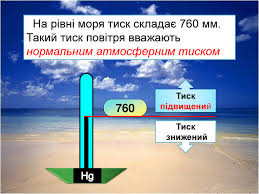 На рівні моря тиск складає 760 мм.
Такий тиск повітря вважають
нормальним атмосферним тиском.
Тиск
підвищений
760
Тиск
знижений
Hg